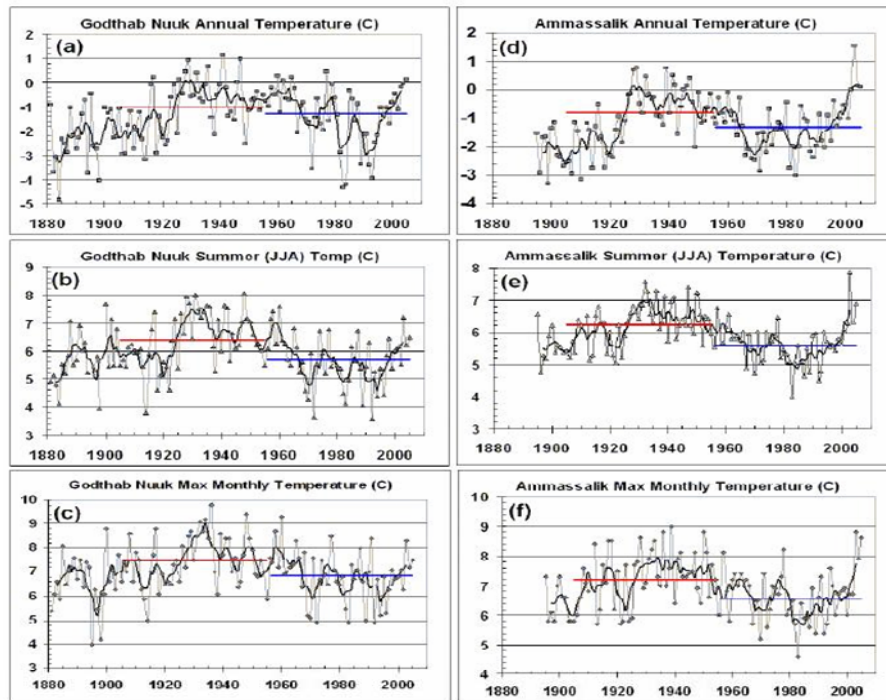 Godthab Nuuk Annual Temperature (C)
(a)
2
1
0
-1
-2
-3
-4
-5
1880 1900 1920 1940 1960 1980 2000
Ammassalik Annual Temperature (C)
(d)
2
1
0
-1
-2
-3
-4
1880 1900 1920 1940 1960 1980 2000
Godthab Nuuk Summer (JJA) Temp (C)
(b)
9
8
7
6
5
4
3
1880 1900 1920 1940 1960 1980 2000
Ammassalik Summer (JJA) Temperature (C)
(e)
8
7
6
5
4
3
1880 1900 1920 1940 1960 1980 2000
Godthab Nuuk Max Monthly Temperature (C)
(c)
10
9
8
7
6
5
4
3
1880 1900 1920 1940 1960 1980 2000
Ammassalik Max Monthly Temperature (C)
(f)
10
9
8
7
6
5
4
1880 1900 1920 1940 1960 1980 2000